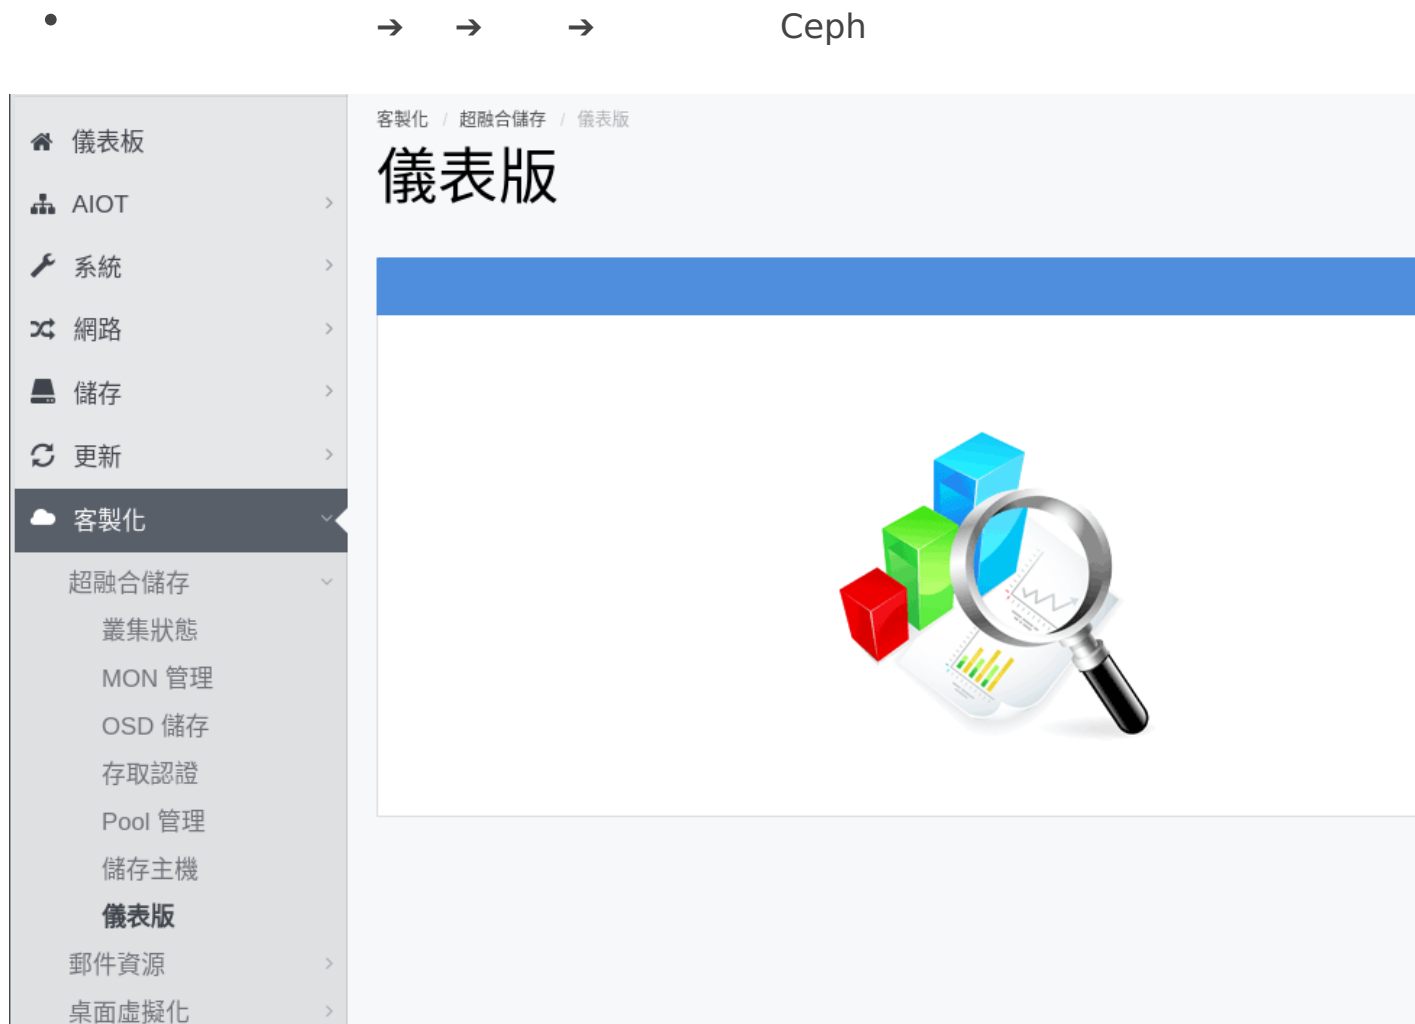 • ➔ ➔ ➔ Ceph
儀表板
AIOT
系統
網路
儲存
更新
客製化
超融合儲存
叢集狀態
MON 管理
OSD 儲存
存取認證
Pool 管理
儲存主機
儀表版
郵件資源
桌面虛擬化
客製化 / 超融合儲存 / 儀表版
儀表版